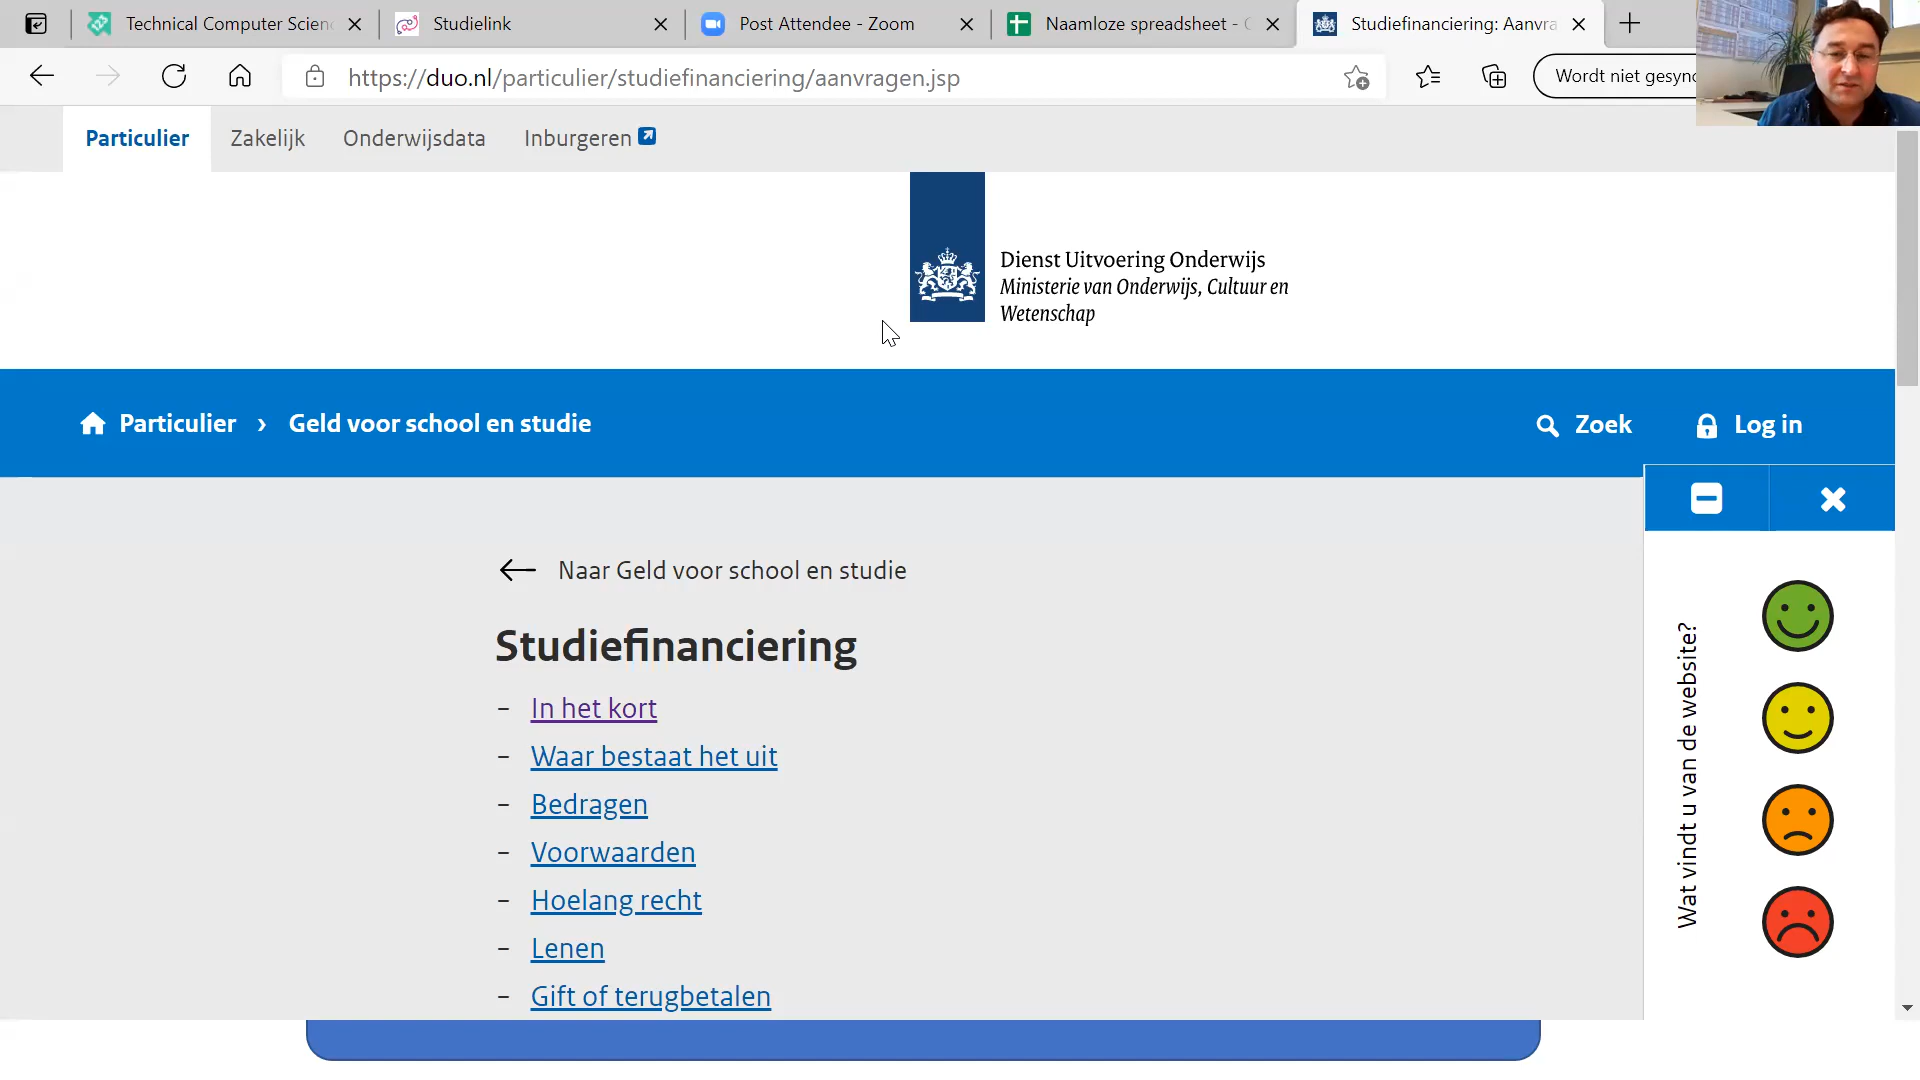 Technical Computer Scien
Studielink
Post Attendee - Zoom
Naamloze spreadsheet -
Studiefinanciering: Aanvra
https://duo.nl/particulier/studiefinanciering/aanvragen.jsp
Wordt niet gesync
Particulier
Zakelijk
Onderwijsdata
Inburgeren
Dienst Uitvoering Onderwijs
Ministerie van Onderwijs, Cultuur en
Wetenschap
Particulier › Geld voor school en studie
Zoek
Log in
Naar Geld voor school en studie
Studiefinanciering
- In het kort
- Waar bestaat het uit
- Bedragen
- Voorwaarden
- Hoelang recht
- Lenen
- Gift of terugbetalen
Wat vindt u van de website?